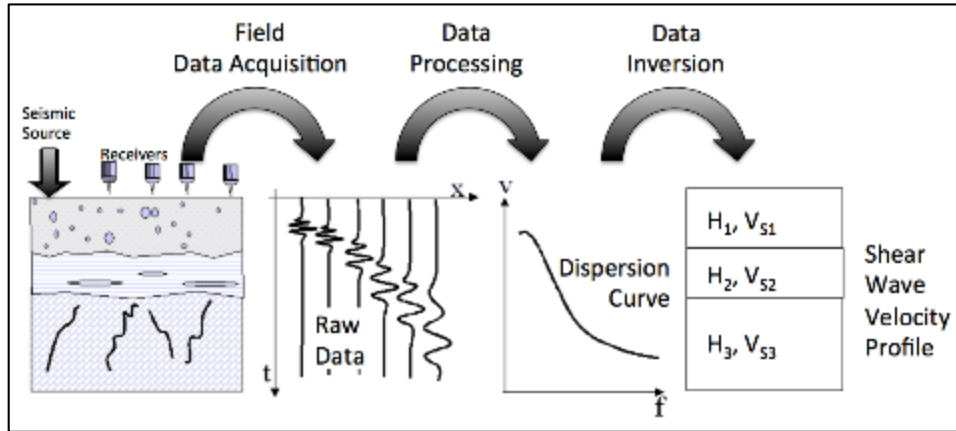 Field
Data Acquisition
Data
Processing
Data
Inversion
Seismic
Source
Receivers
x
t
Raw
Data
v
f
Dispersion
Curve
H₁, Vₛ₁
H₂, Vₛ₂
H₃, Vₛ₃
Shear
Wave
Velocity
Profile